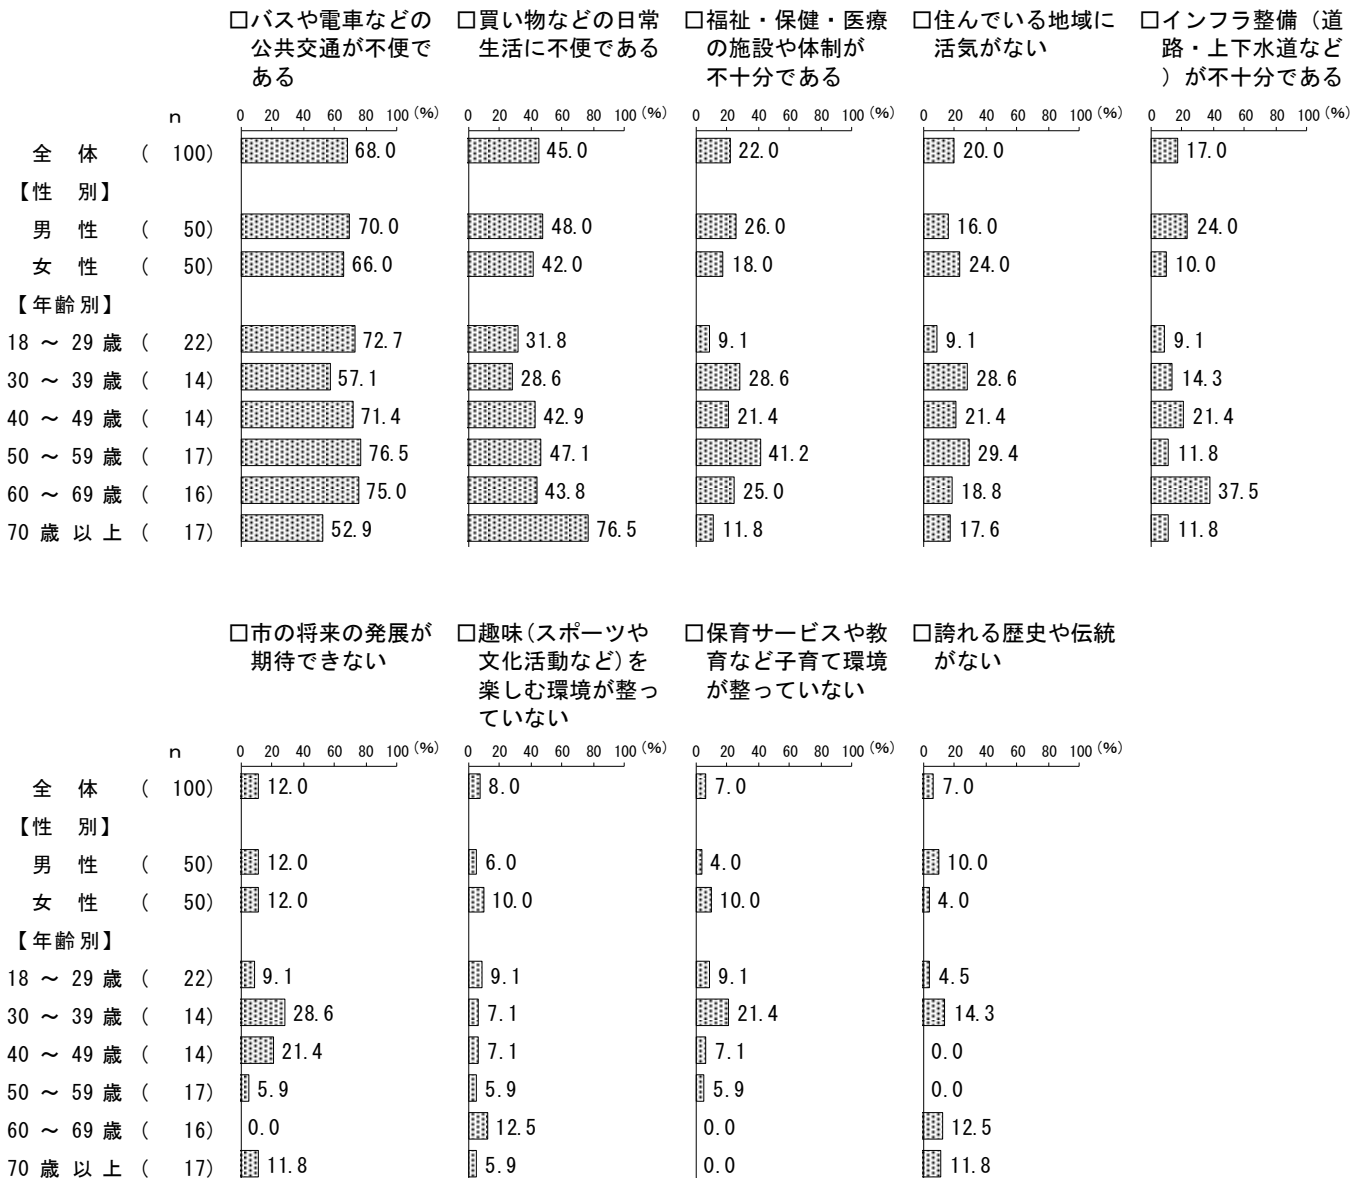 □バスや電車などの　□買い物などの日常　□福祉・保健・医療　□住んでいる地域に　□インフラ整備（道
公共交通が不便で　生活に不便である　の施設や体制が　活気がない　路・上下水道など
ある　不十分である　）が不十分である
n　0 20 40 60 80 100(%)　0 20 40 60 80 100(%)　0 20 40 60 80 100(%)　0 20 40 60 80 100(%)　0 20 40 60 80 100(%)
全　体　(　100)　68.0　45.0　22.0　20.0　17.0
【性　別】
男　性　(　50)　70.0　48.0　26.0　16.0　24.0
女　性　(　50)　66.0　42.0　18.0　24.0　10.0
【年齢別】
18 ～ 29 歳 (　22)　72.7　31.8　9.1　9.1　9.1
30 ～ 39 歳 (　14)　57.1　28.6　28.6　28.6　14.3
40 ～ 49 歳 (　14)　71.4　42.9　21.4　21.4　21.4
50 ～ 59 歳 (　17)　76.5　47.1　41.2　29.4　11.8
60 ～ 69 歳 (　16)　75.0　43.8　25.0　18.8　37.5
70 歳 以 上 (　17)　52.9　76.5　11.8　17.6　11.8
□市の将来の発展が　□趣味(スポーツや　□保育サービスや教　□誇れる歴史や伝統
期待できない　文化活動など)を　育など子育て環境　がない
楽しむ環境が整っ　が整っていない
ていない
n　0 20 40 60 80 100(%)　0 20 40 60 80 100(%)　0 20 40 60 80 100(%)　0 20 40 60 80 100(%)
全　体　(　100)　12.0　8.0　7.0　7.0
【性　別】
男　性　(　50)　12.0　6.0　4.0　10.0
女　性　(　50)　12.0　10.0　10.0　4.0
【年齢別】
18 ～ 29 歳 (　22)　9.1　9.1　9.1　4.5
30 ～ 39 歳 (　14)　28.6　7.1　21.4　14.3
40 ～ 49 歳 (　14)　21.4　7.1　7.1　0.0
50 ～ 59 歳 (　17)　5.9　5.9　5.9　0.0
60 ～ 69 歳 (　16)　0.0　12.5　0.0　12.5
70 歳 以 上 (　17)　11.8　5.9　0.0　11.8